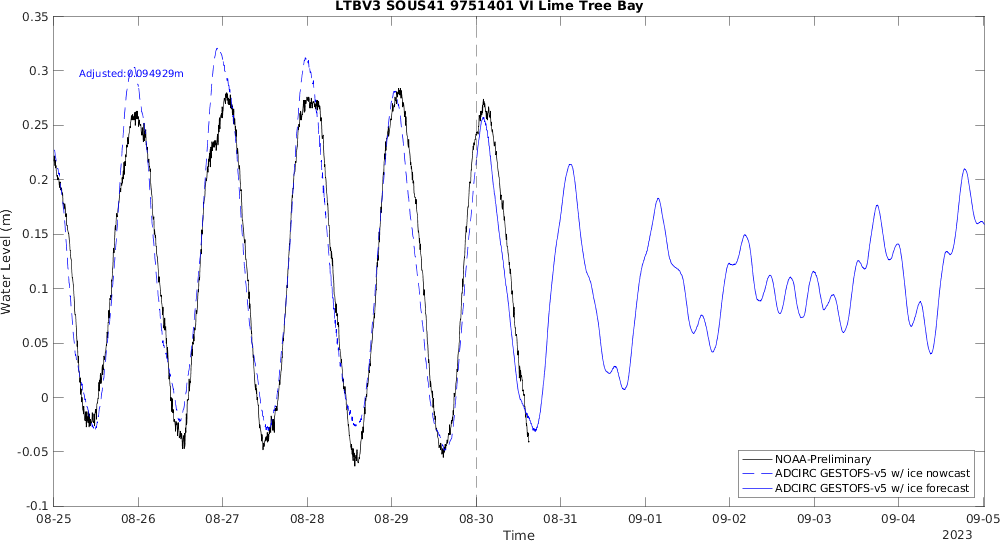 LTBV3 SOUS41 9751401 VI Lime Tree Bay
Water Level (m)
0.35
0.3
0.25
0.2
0.15
0.1
0.05
0
-0.05
-0.1
Adjusted:0.094929m
NOAA-Preliminary
ADCIRC GESTOFS-v5 w/ ice nowcast
ADCIRC GESTOFS-v5 w/ ice forecast
08-25 08-26 08-27 08-28 08-29 08-30 08-31 09-01 09-02 09-03 09-04 09-05
Time
2023